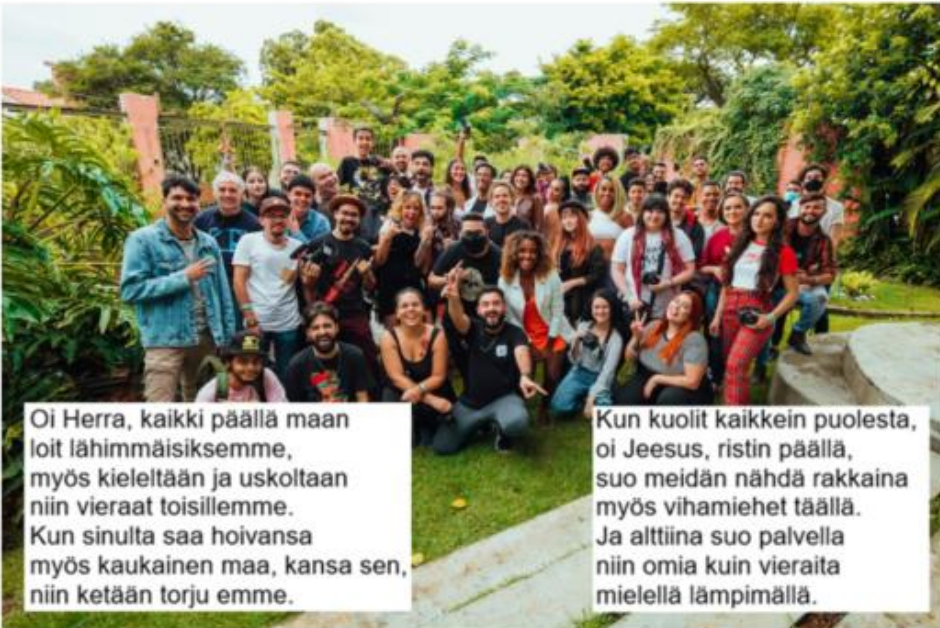 Oi Herra, kaikki päällä maan
loit lähimmäisiksemme,
myös kieleltään ja uskoltaan
niin vieraat toisillemme.
Kun sinulta saa hoivansa
myös kaukainen maa, kansa sen,
niin ketään torju emme.
Kun kuolit kaikkein puolesta,
oi Jeesus, ristin päällä,
suo meidän nähdä rakkaina
myös vihamiehet täällä.
Ja alttiina suo palvella
niin omia kuin vieraita
mielellä lämpimällä.